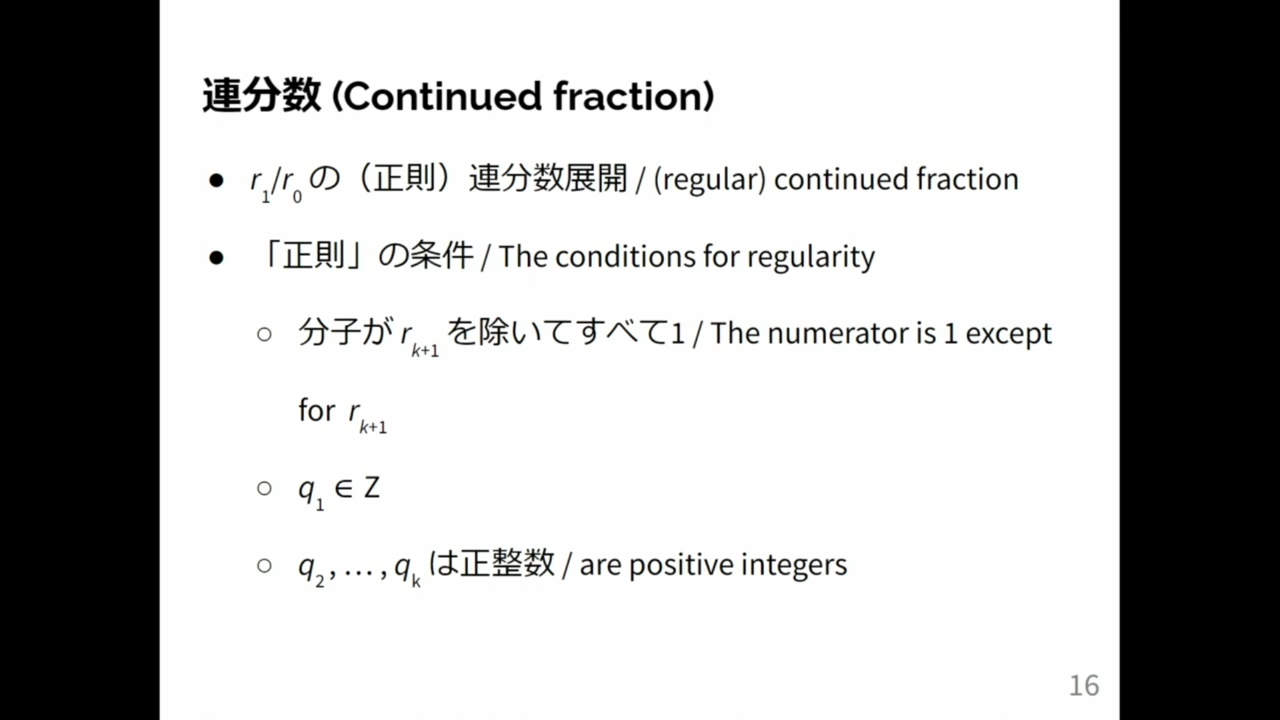 連分数 (Continued fraction)
● r₁/r₀ の（正則）連分数展開 / (regular) continued fraction
● 「正則」の条件 / The conditions for regularity
○ 分子が rₖ₊₁ を除いてすべて1 / The numerator is 1 except
for rₖ₊₁
○ q₁ ∈ Z
○ q₂ , … , qₖ は正整数 / are positive integers
16